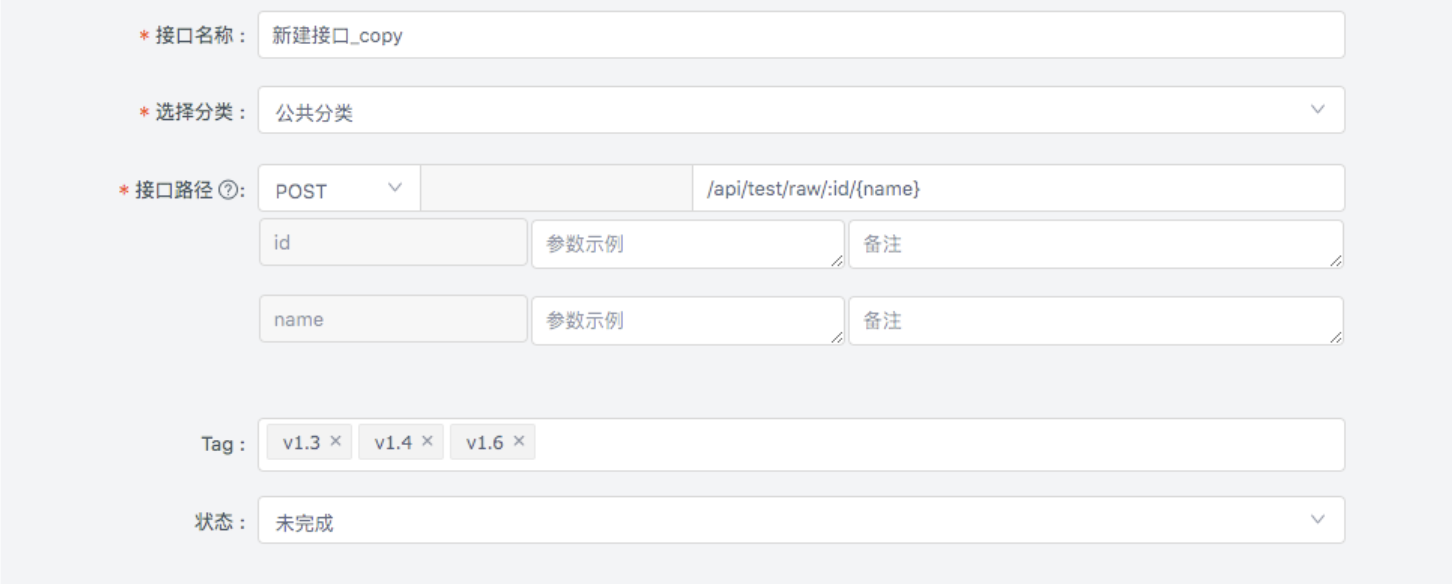 * 接口名称 : 新建接口_copy
* 选择分类 : 公共分类
* 接口路径 ?: POST /api/test/raw/:id/{name}
id 参数示例 备注
name 参数示例 备注
Tag : v1.3 × v1.4 × v1.6 ×
状态 : 未完成